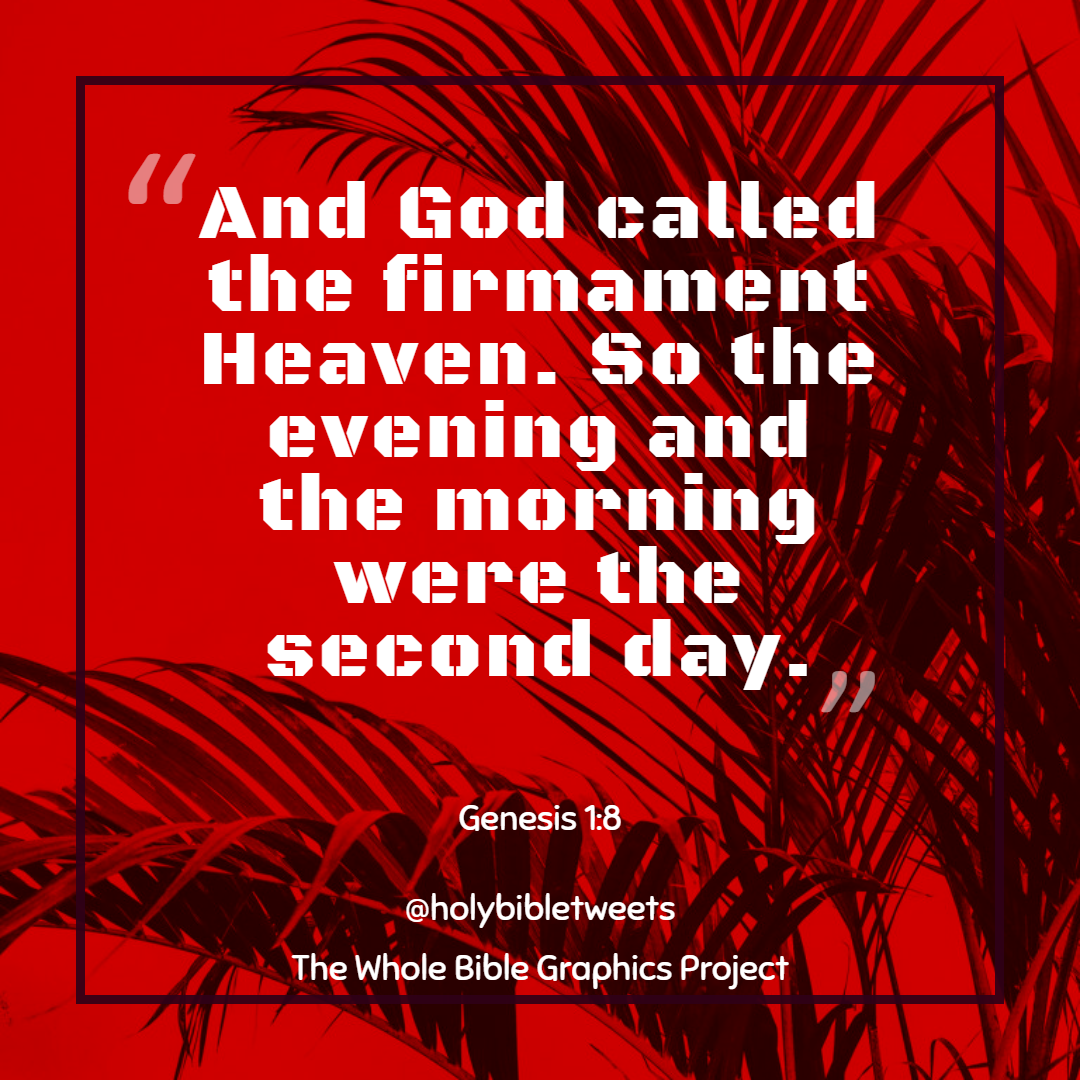 “And God called
the firmament
Heaven. So the
evening and
the morning
were the
second day.”
Genesis 1:8
@holybibletweets
The Whole Bible Graphics Project